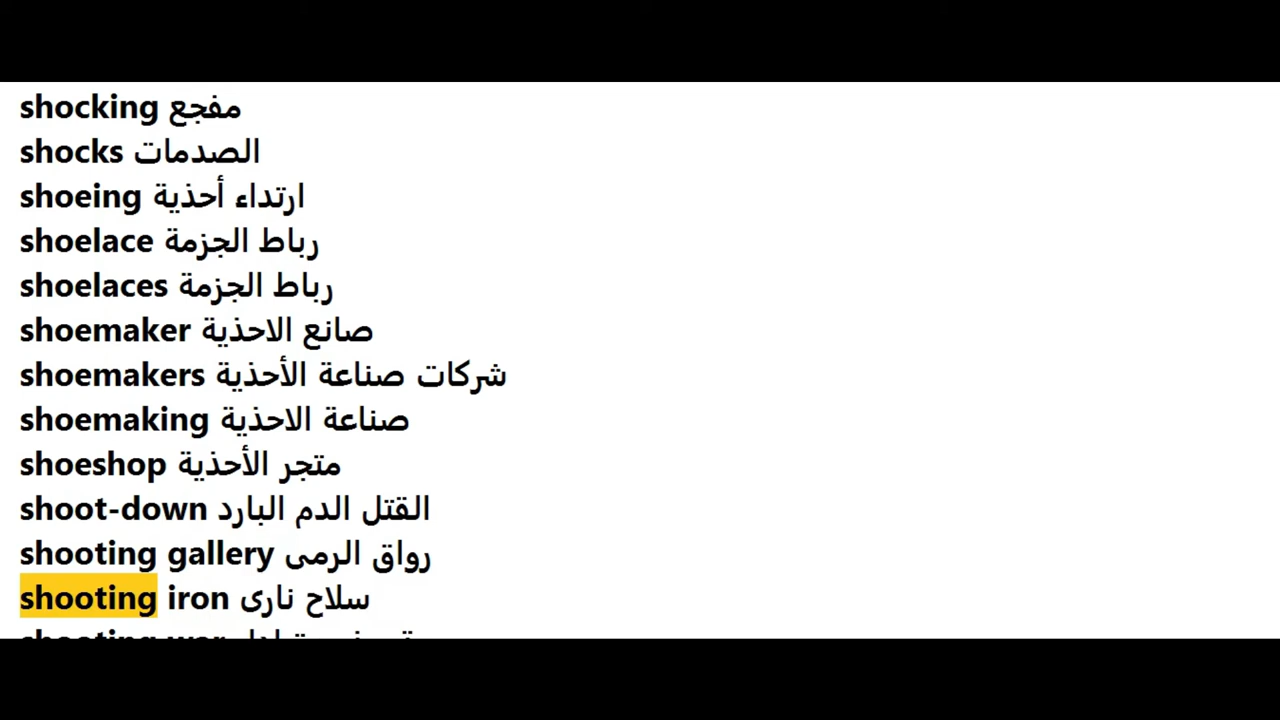 shocking مفجع
shocks الصدمات
shoeing ارتداء أحذية
shoelace رباط الجزمة
shoelaces رباط الجزمة
shoemaker صانع الاحذية
shoemakers شركات صناعة الأحذية
shoemaking صناعة الاحذية
shoeshop متجر الأحذية
shoot-down القتل الدم البارد
shooting gallery رواق الرمى
shooting iron سلاح نارى
shooting war